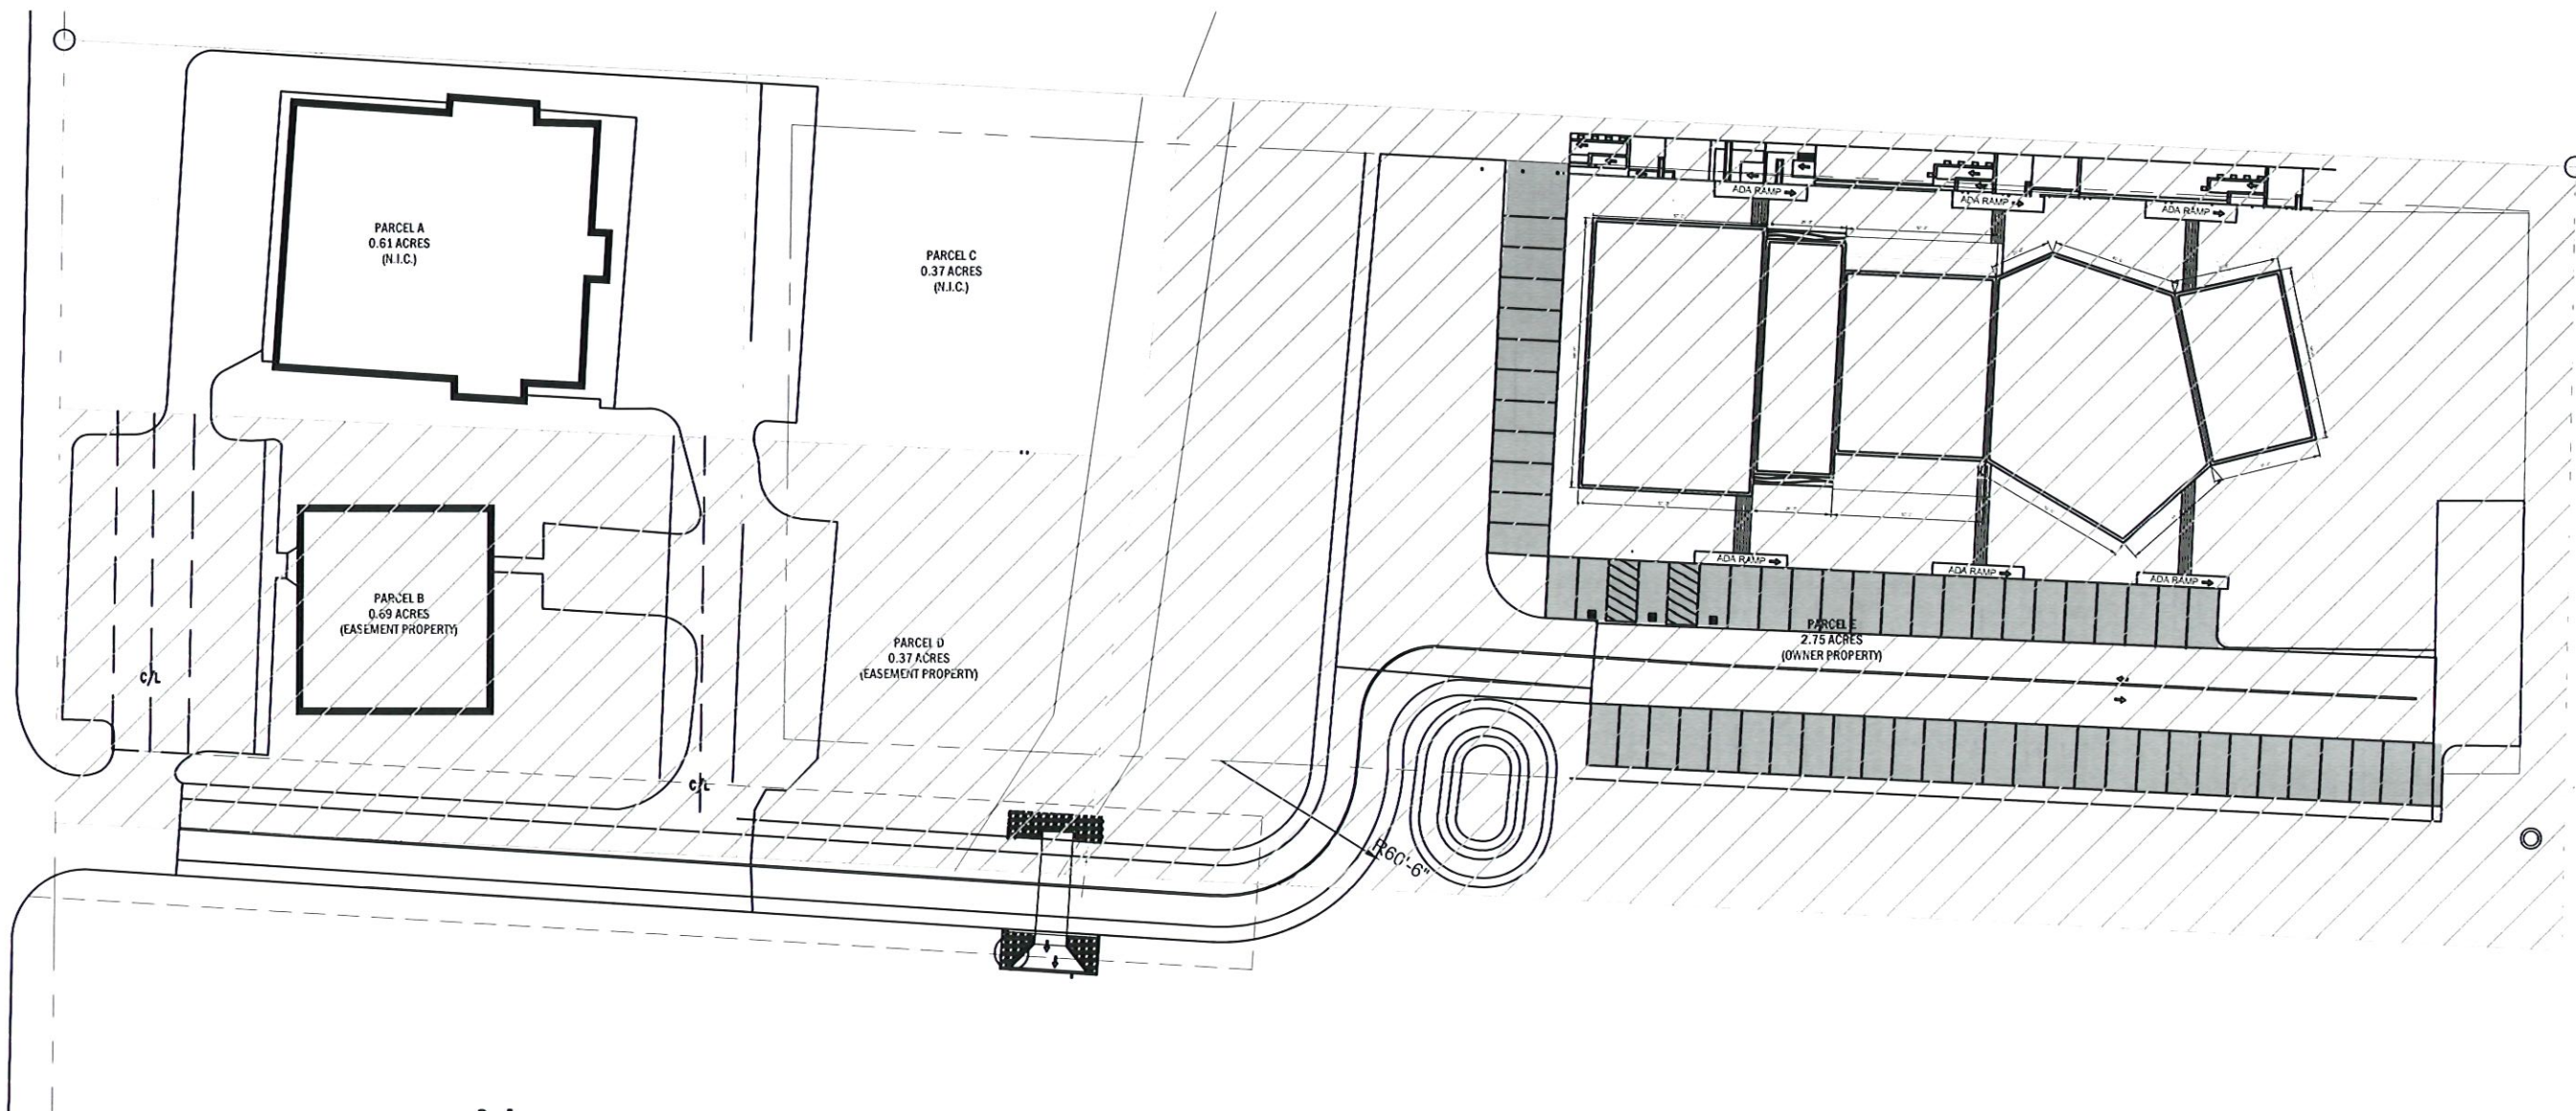 ADA RAMP
ADA RAMP
ADA RAMP
PARCEL A
0.61 ACRES
(N.I.C.)
PARCEL C
0.37 ACRES
(N.I.C.)
ADA RAMP
ADA RAMP
ADA RAMP
PARCEL B
0.69 ACRES
(EASEMENT PROPERTY)
PARCEL D
0.37 ACRES
(EASEMENT PROPERTY)
PARCEL E
2.75 ACRES
(OWNER PROPERTY)
C/L
C/L
R60'-6"